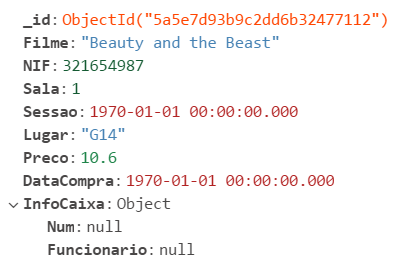 _id: ObjectId("5a5e7d93b9c2dd6b32477112")
Filme: "Beauty and the Beast"
NIF: 321654987
Sala: 1
Sessao: 1970-01-01 00:00:00.000
Lugar: "G14"
Preco: 10.6
DataCompra: 1970-01-01 00:00:00.000
InfoCaixa: Object
Num: null
Funcionario: null